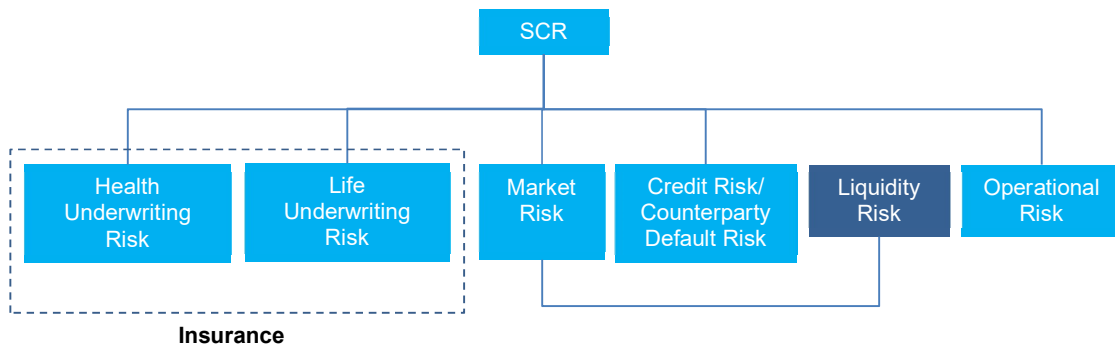 SCR
Health
Underwriting
Risk
Life
Underwriting
Risk
Market
Risk
Credit Risk/
Counterparty
Default Risk
Liquidity
Risk
Operational
Risk
Insurance